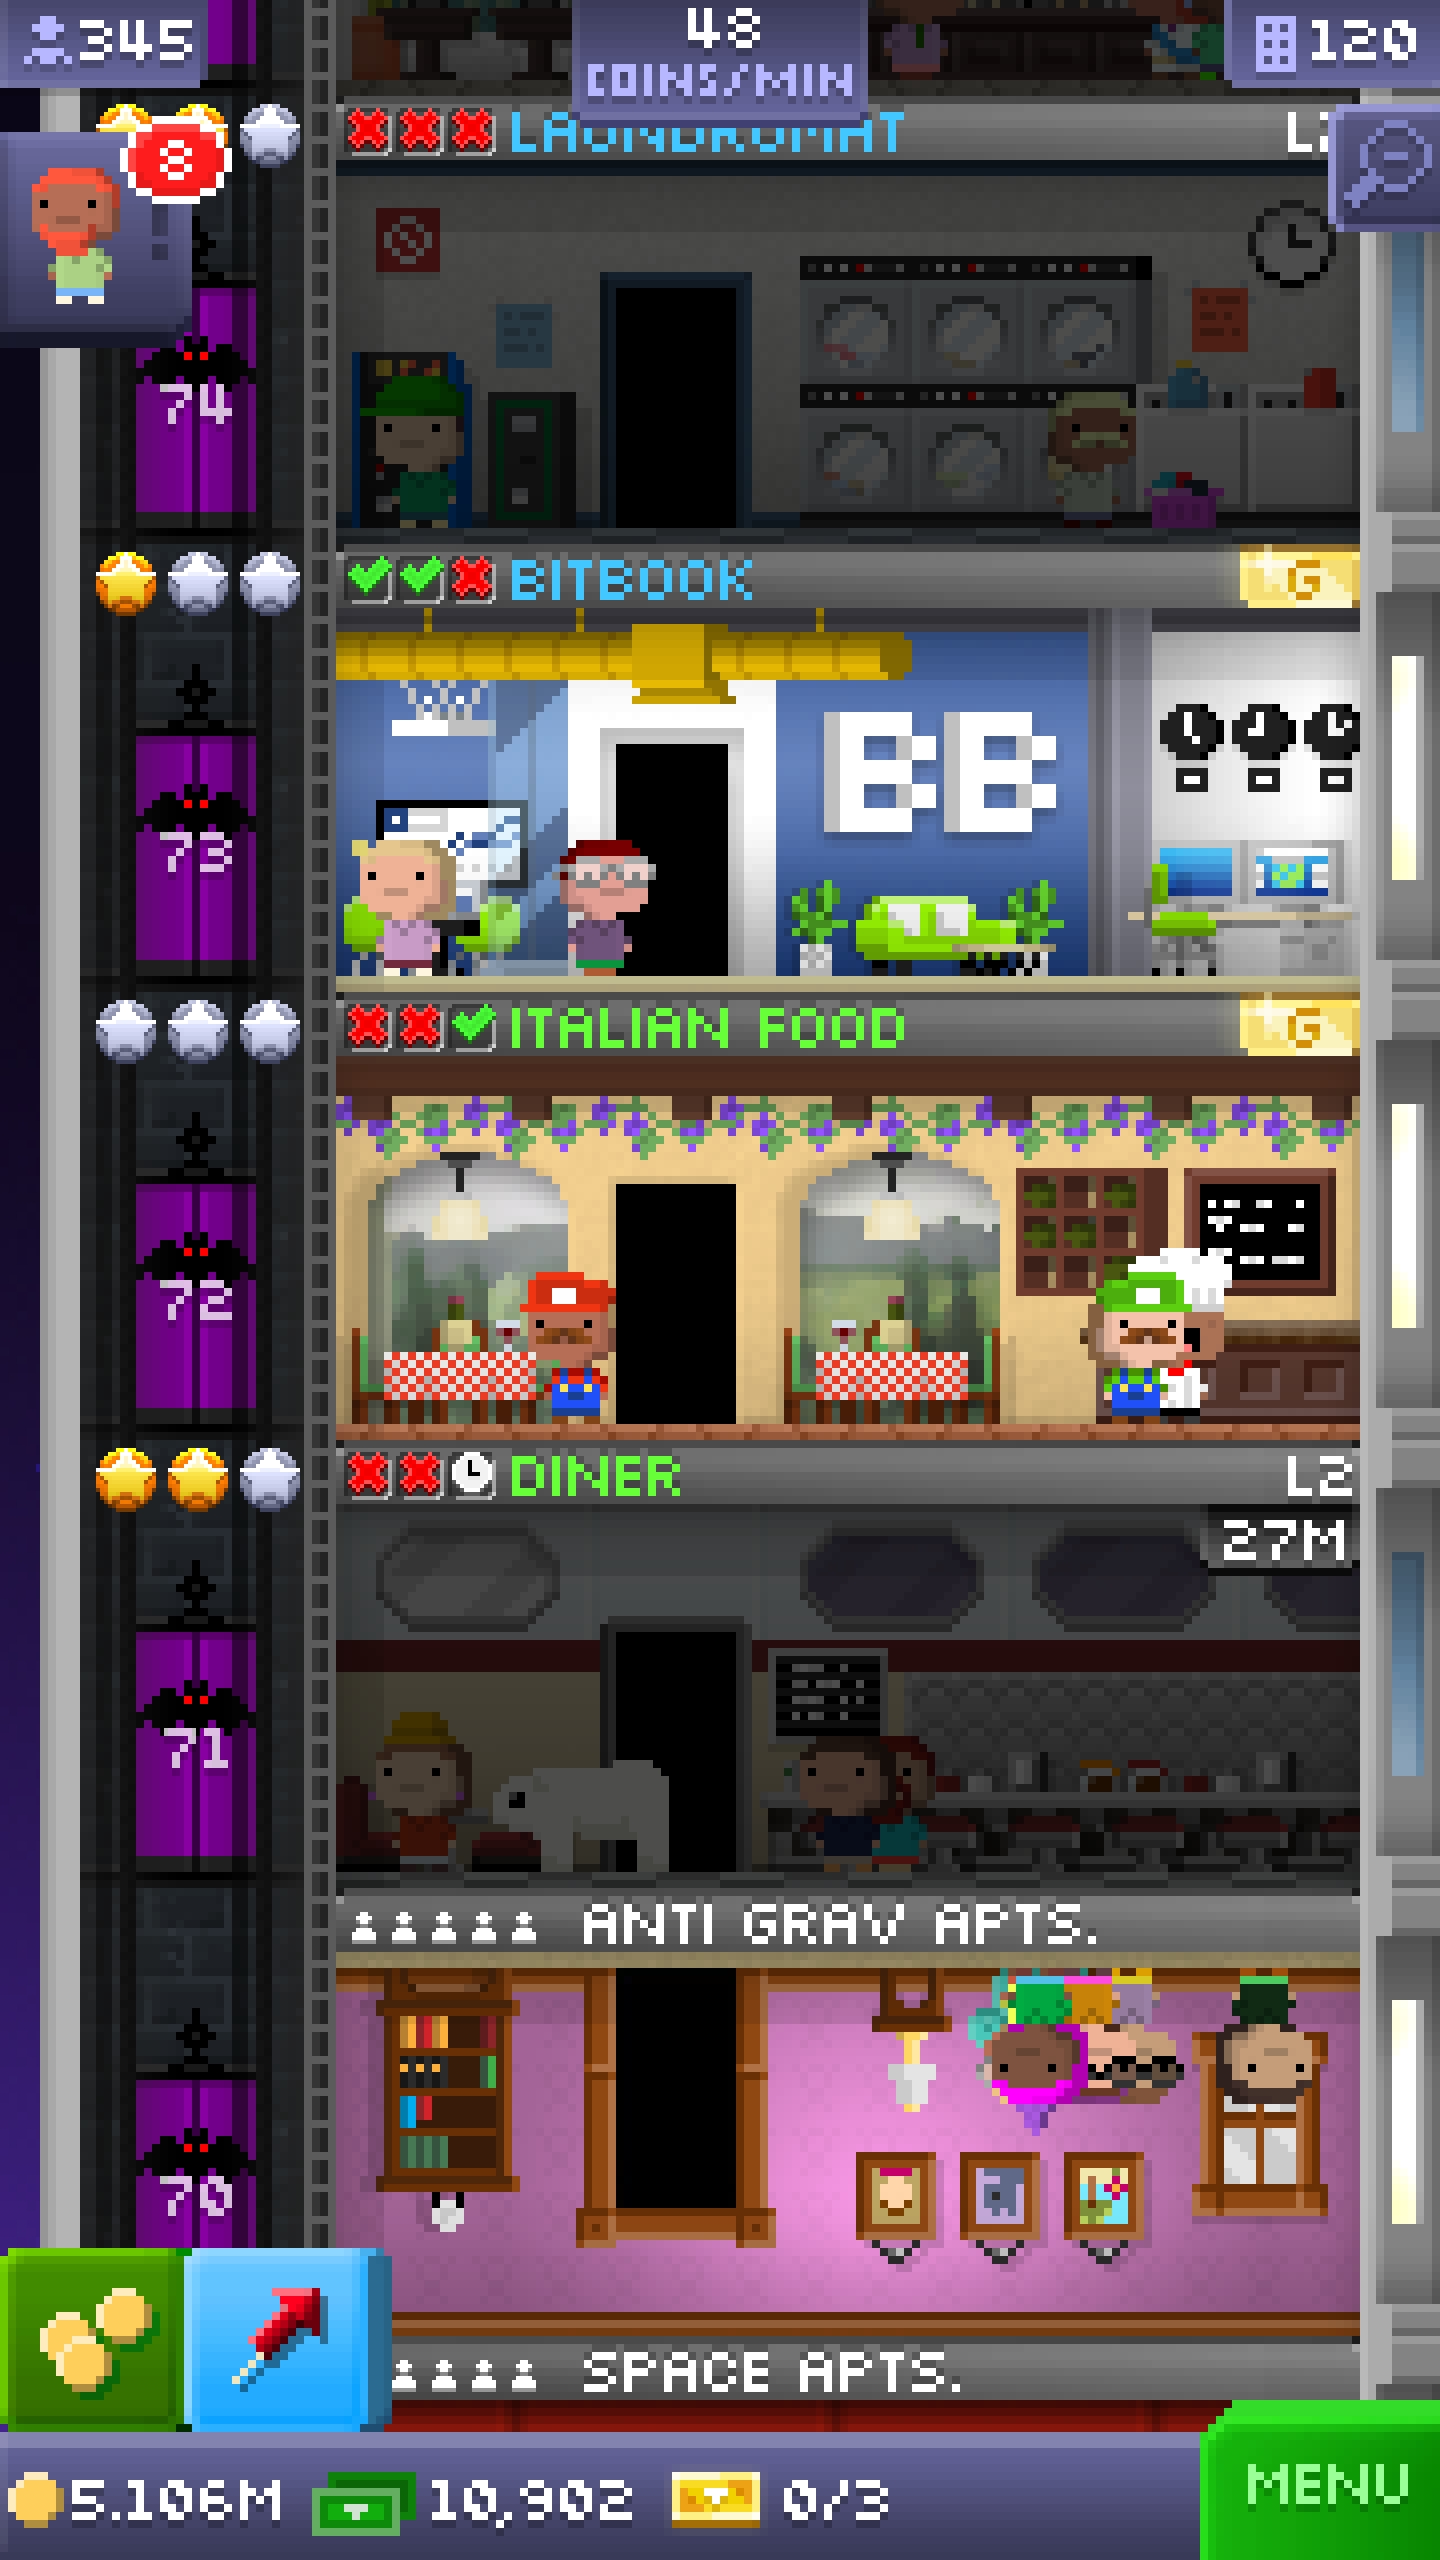 345
48
COINS/MIN
120
8
LAUNDROMAT
74
BITBOOK
G
BB
73
ITALIAN FOOD
G
72
DINER
L2
27M
71
ANTI GRAV APTS.
70
SPACE APTS.
5.106M
10,902
0/3
MENU